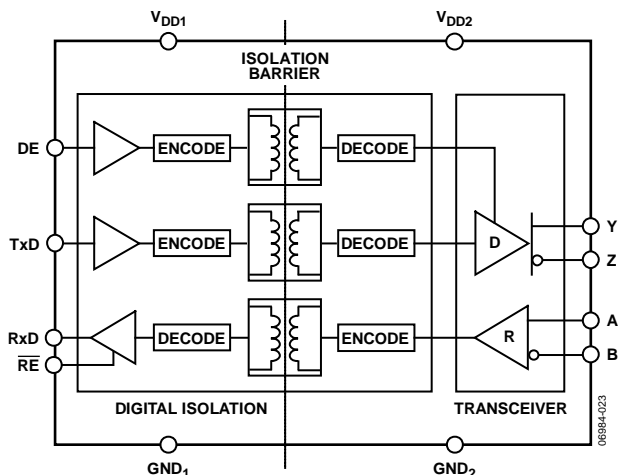 VDD1
VDD2
ISOLATION
BARRIER
DE
ENCODE
DECODE
TxD
ENCODE
DECODE
D
Y
Z
RxD
DECODE
ENCODE
R
A
B
RE
DIGITAL ISOLATION
TRANSCEIVER
GND1
GND2
06984-023